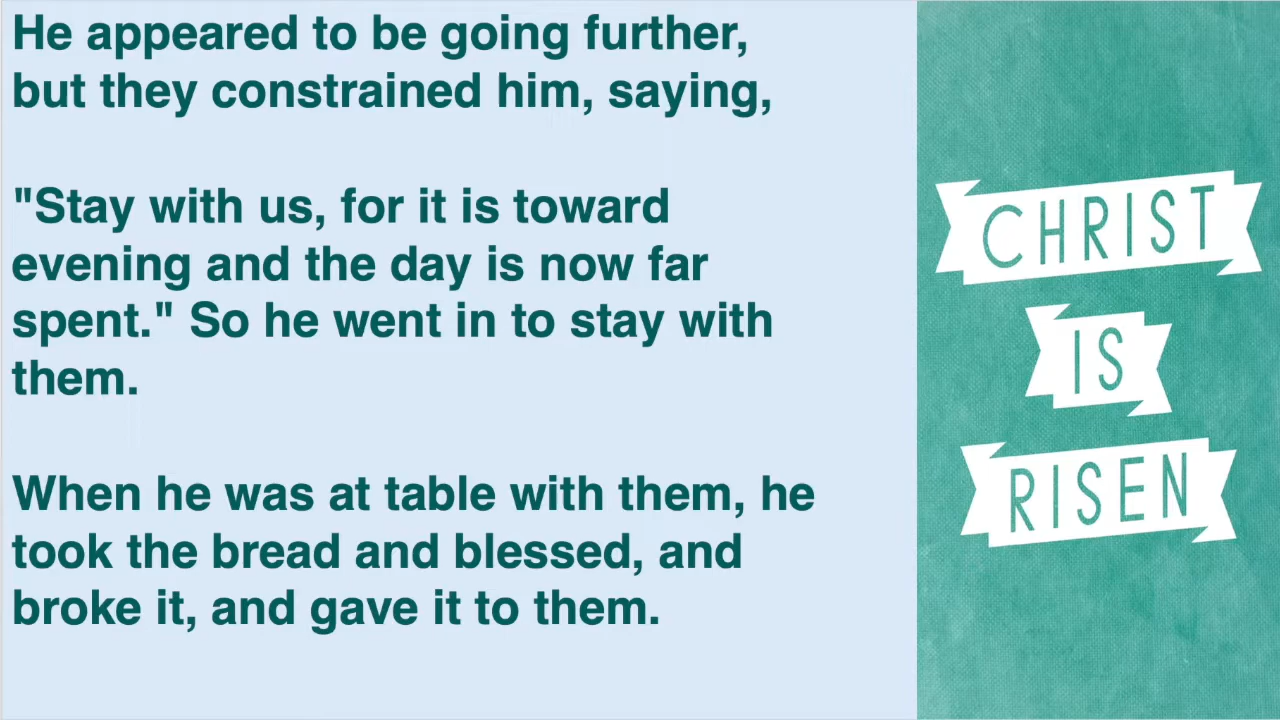 He appeared to be going further,
but they constrained him, saying,
"Stay with us, for it is toward
evening and the day is now far
spent." So he went in to stay with
them.
When he was at table with them, he
took the bread and blessed, and
broke it, and gave it to them.
CHRIST
IS
RISEN